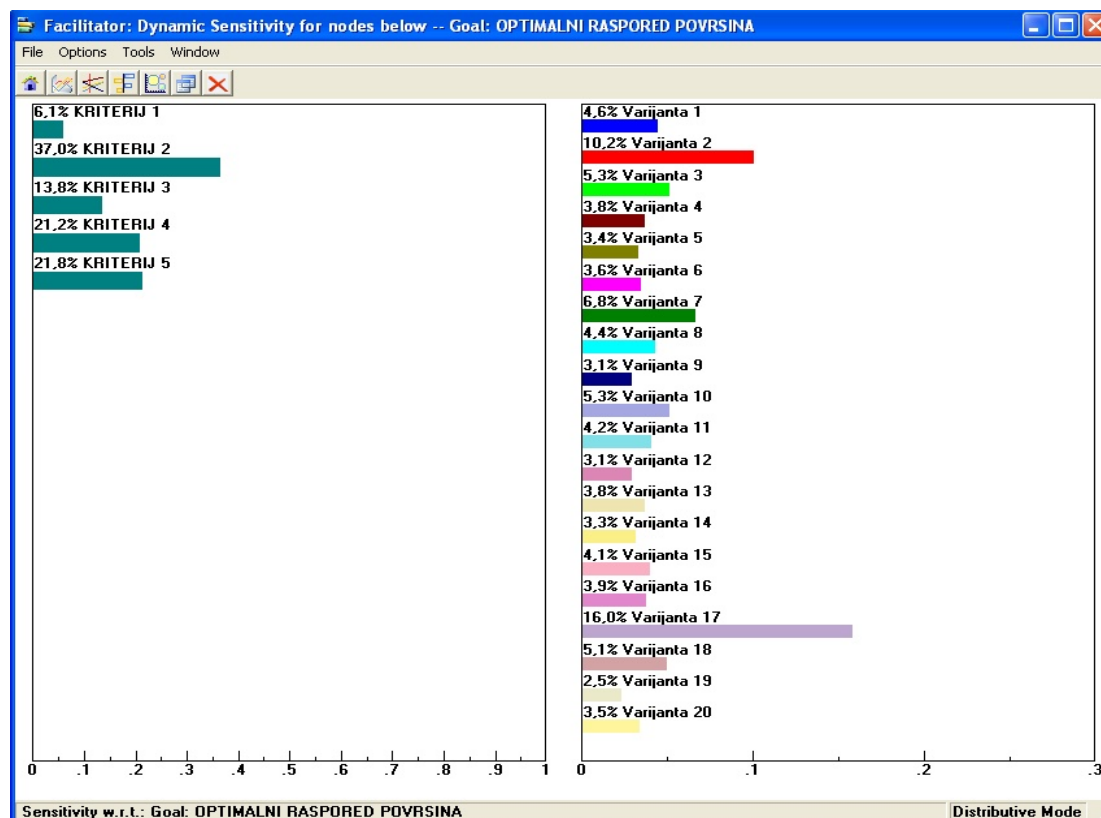 Facilitator: Dynamic Sensitivity for nodes below -- Goal: OPTIMALNI RASPORED POVRSINA
File Options Tools Window
6,1% KRITERIJ 1
37,0% KRITERIJ 2
13,8% KRITERIJ 3
21,2% KRITERIJ 4
21,8% KRITERIJ 5
0 .1 .2 .3 .4 .5 .6 .7 .8 .9 1
4,6% Varijanta 1
10,2% Varijanta 2
5,3% Varijanta 3
3,8% Varijanta 4
3,4% Varijanta 5
3,6% Varijanta 6
6,8% Varijanta 7
4,4% Varijanta 8
3,1% Varijanta 9
5,3% Varijanta 10
4,2% Varijanta 11
3,1% Varijanta 12
3,8% Varijanta 13
3,3% Varijanta 14
4,1% Varijanta 15
3,9% Varijanta 16
16,0% Varijanta 17
5,1% Varijanta 18
2,5% Varijanta 19
3,5% Varijanta 20
0 .1 .2 .3
Sensitivity w.r.t.: Goal: OPTIMALNI RASPORED POVRSINA
Distributive Mode